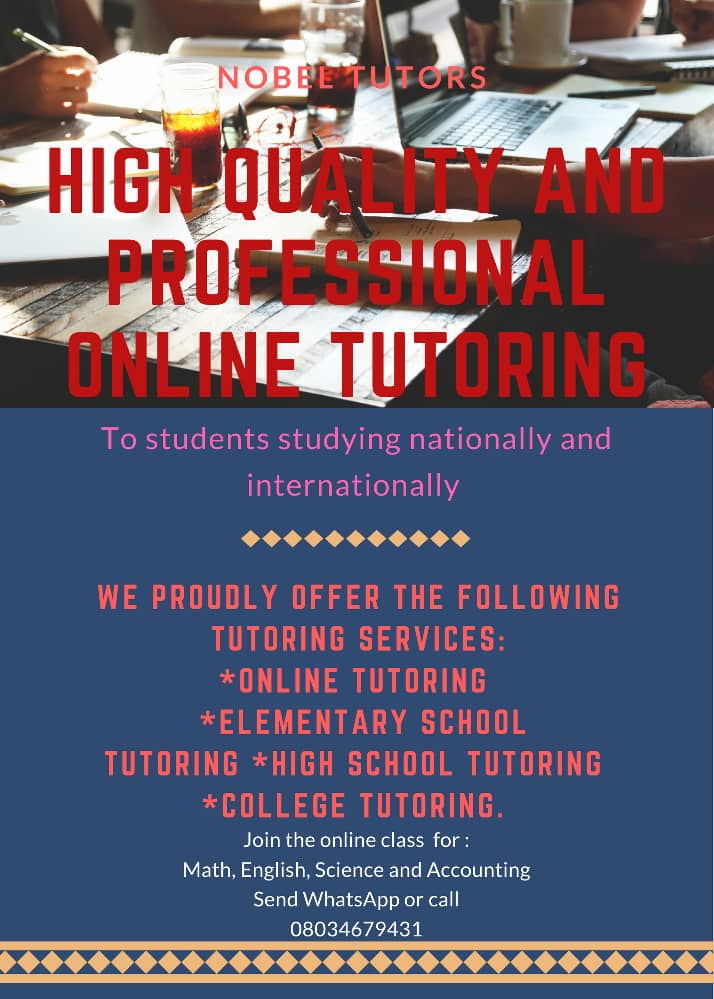 NOBEL TUTORS
HIGH QUALITY AND
PROFESSIONAL
ONLINE TUTORING
To students studying nationally and
internationally
WE PROUDLY OFFER THE FOLLOWING
TUTORING SERVICES:
*ONLINE TUTORING
*ELEMENTARY SCHOOL
TUTORING *HIGH SCHOOL TUTORING
*COLLEGE TUTORING.
Join the online class for :
Math, English, Science and Accounting
Send WhatsApp or call
08034679431